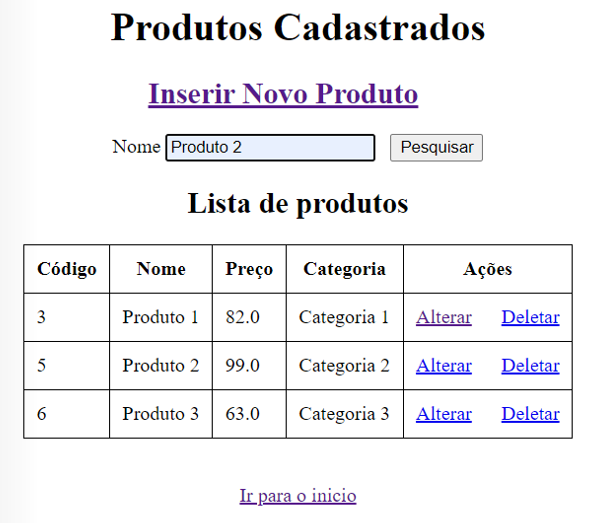 Produtos Cadastrados
Inserir Novo Produto
Nome Produto 2 Pesquisar
Lista de produtos
Código Nome Preço Categoria Ações
3 Produto 1 82.0 Categoria 1 Alterar Deletar
5 Produto 2 99.0 Categoria 2 Alterar Deletar
6 Produto 3 63.0 Categoria 3 Alterar Deletar
Ir para o inicio